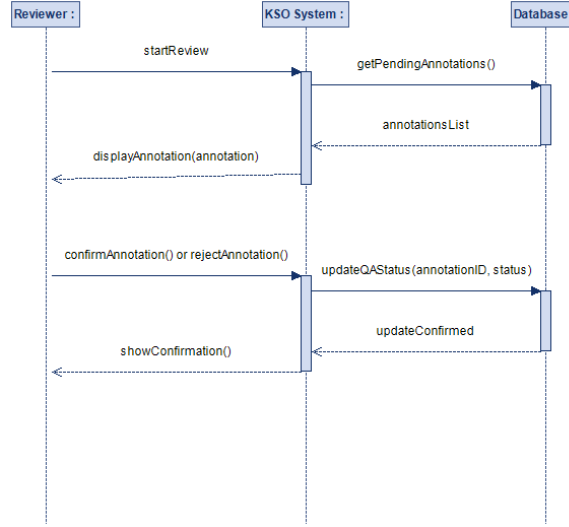 Reviewer :
KSO System :
Database
startReview
getPendingAnnotations()
annotationsList
displayAnnotation(annotation)
confirmAnnotation() or rejectAnnotation()
updateQAStatus(annotationID, status)
updateConfirmed
showConfirmation()